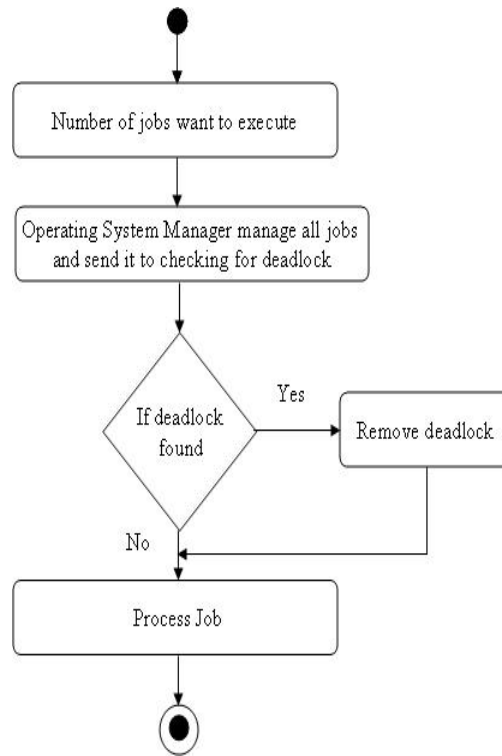 Number of jobs want to execute
Operating System Manager manage all jobs
and send it to checking for deadlock
If deadlock
found
Yes
Remove deadlock
No
Process Job